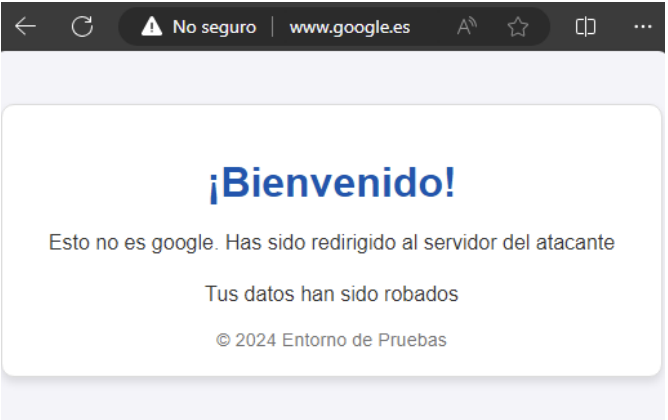 No seguro | www.google.es
¡Bienvenido!
Esto no es google. Has sido redirigido al servidor del atacante
Tus datos han sido robados
© 2024 Entorno de Pruebas